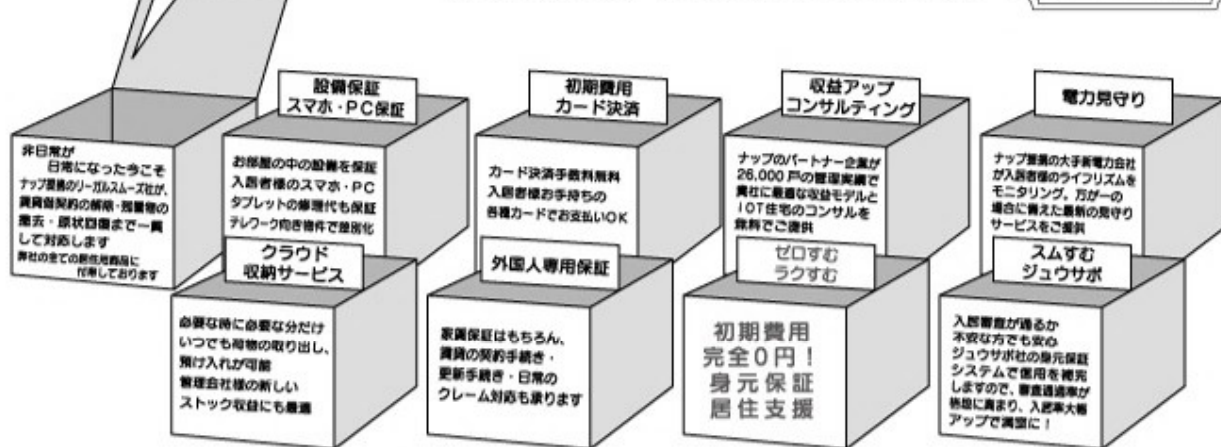 非日常が
日常になった今こそ
ナップ提携のリーガルスムーズ社が、
賃貸借契約の解除・残置物の
撤去・原状回復まで一貫
して対応します
弊社の全ての居住用商品に
付帯しております
設備保証
スマホ・PC保証
お部屋の中の設備を保証
入居者様のスマホ・PC
タブレットの修理代も保証
テレワーク向き物件で差別化
初期費用
カード決済
カード決済手数料無料
入居者様お手持ちの
各種カードでお支払いOK
収益アップ
コンサルティング
ナップのパートナー企業が
26,000戸の管理実績で
貴社に最適な収益モデルと
IOT住宅のコンサルを
無料でご提供
電力見守り
ナップ提携の大手新電力会社
が入居者様のライフリズムを
モニタリング。万が一の
場合に備えた最新の見守り
サービスをご提供
クラウド
収納サービス
必要な時に必要な分だけ
いつでも荷物の取り出し、
預け入れが可能
管理会社様の新しい
ストック収益にも最適
外国人専用保証
家賃保証はもちろん、
賃貸の契約手続き・
更新手続き・日常の
クレーム対応も承ります
ゼロすむ
ラクすむ
初期費用
完全0円！
身元保証
居住支援
スムすむ
ジュウサポ
入居審査が通るか
不安な方でも安心
ジュウサポ社の身元保証
システムで信用を補完
しますので、審査通過率が
格段に高まり、入居率大幅
アップで満室に！